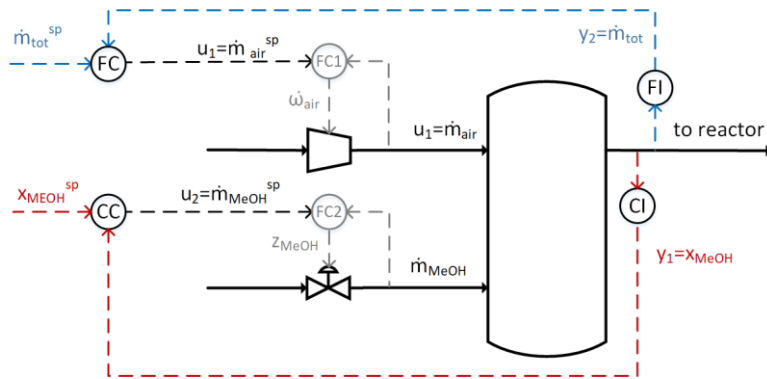 ṁtot^sp
FC
u₁=ṁ air^sp
FC1
y₂=ṁtot
FI
ω̇air
u₁=ṁair
to reactor
xMEOH^sp
CC
u₂=ṁMeOH^sp
FC2
CI
zMeOH
ṁMeOH
y₁=xMeOH